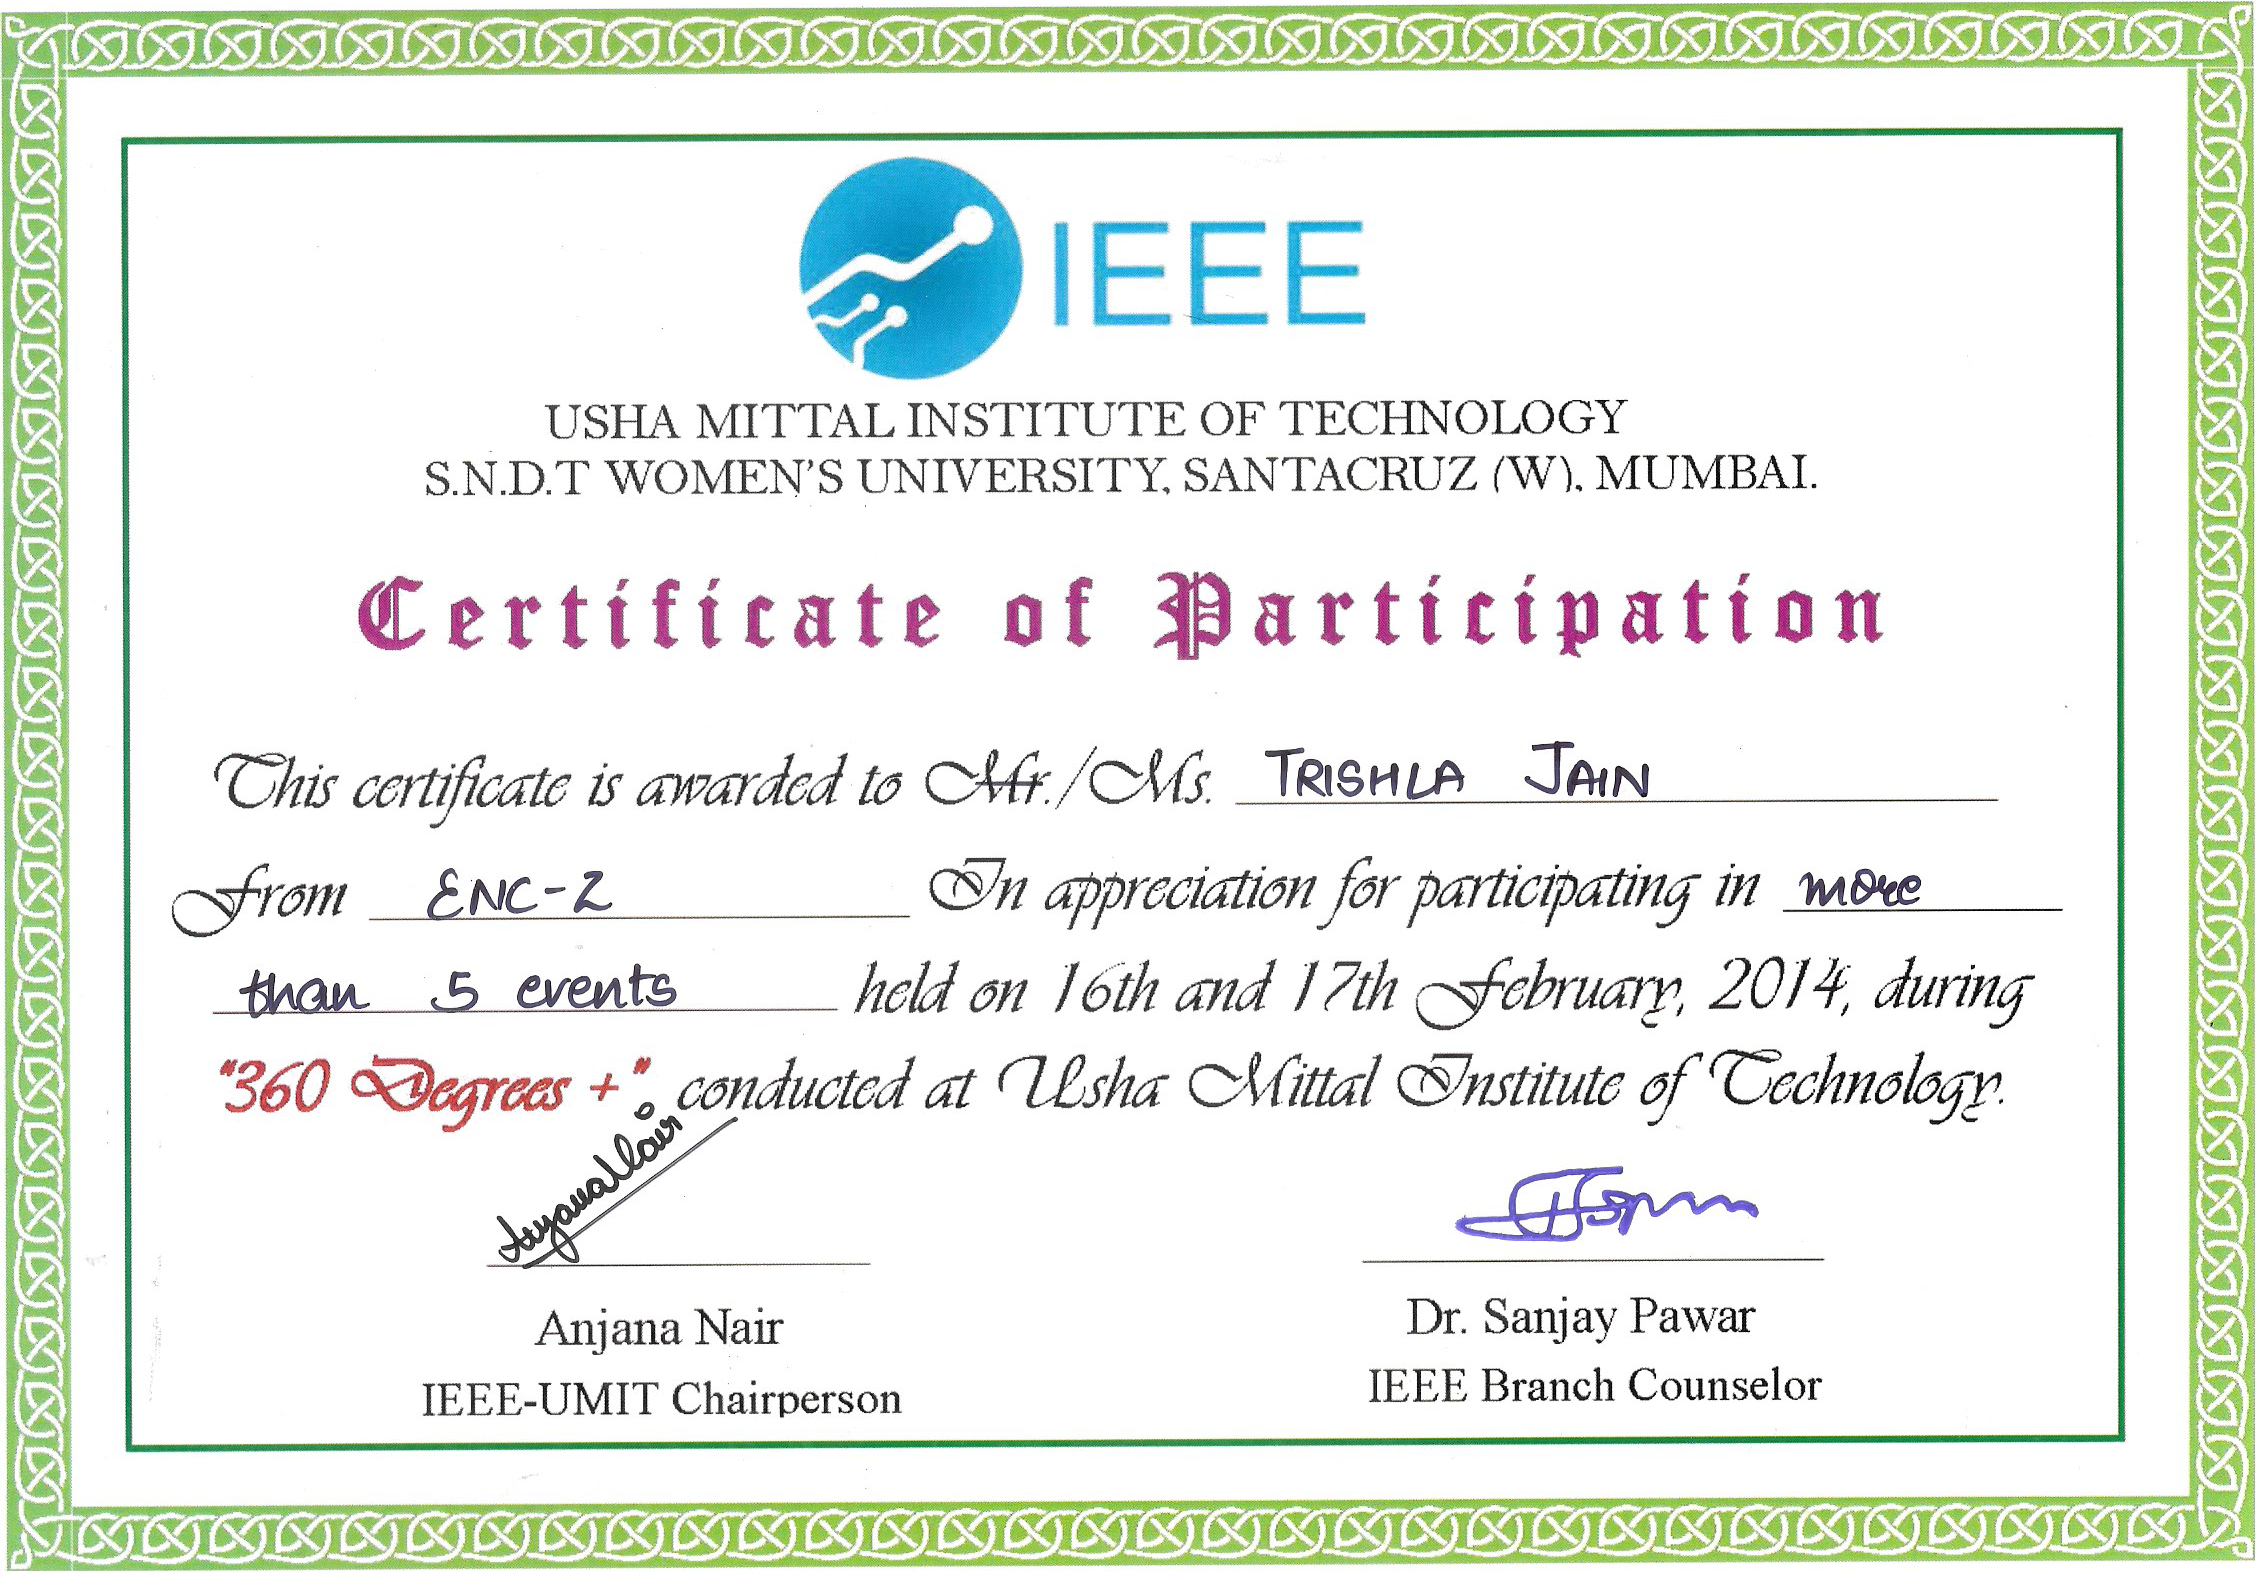 IEEE
USHA MITTAL INSTITUTE OF TECHNOLOGY
S.N.D.T WOMEN'S UNIVERSITY, SANTACRUZ (W), MUMBAI.
Certificate of Participation
This certificate is awarded to Mr./Ms. TRISHLA JAIN
From ENC-2 In appreciation for participating in more
than 5 events held on 16th and 17th February, 2014, during
"360 Degrees +" conducted at Usha Mittal Institute of Technology.
Anjana Nair
Anjana Nair Dr. Sanjay Pawar
IEEE-UMIT Chairperson IEEE Branch Counselor